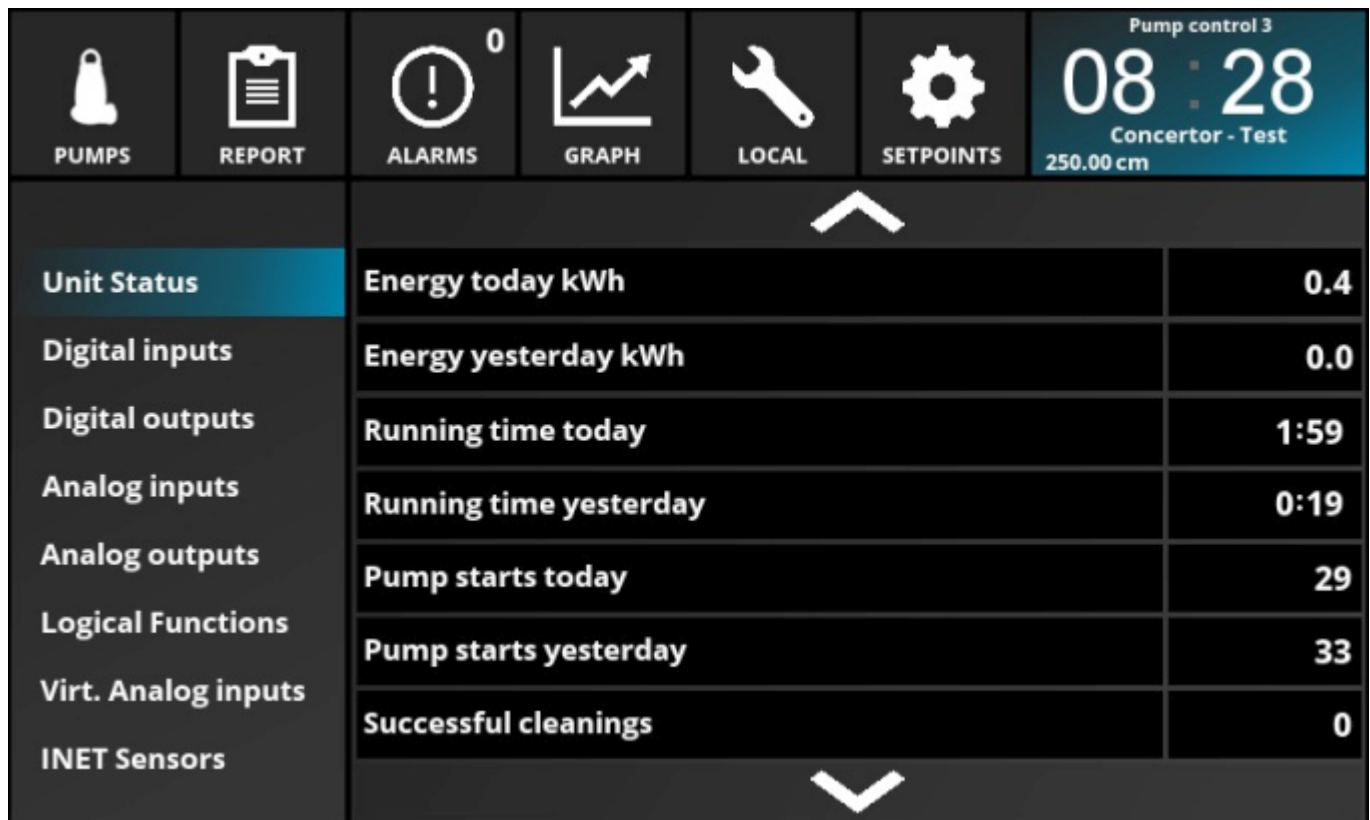 Pump control 3
0
08 : 28
PUMPS REPORT ALARMS GRAPH LOCAL SETPOINTS
Concertor - Test
250.00 cm
Unit Status
Digital inputs
Digital outputs
Analog inputs
Analog outputs
Logical Functions
Virt. Analog inputs
INET Sensors
Energy today kWh 0.4
Energy yesterday kWh 0.0
Running time today 1:59
Running time yesterday 0:19
Pump starts today 29
Pump starts yesterday 33
Successful cleanings 0